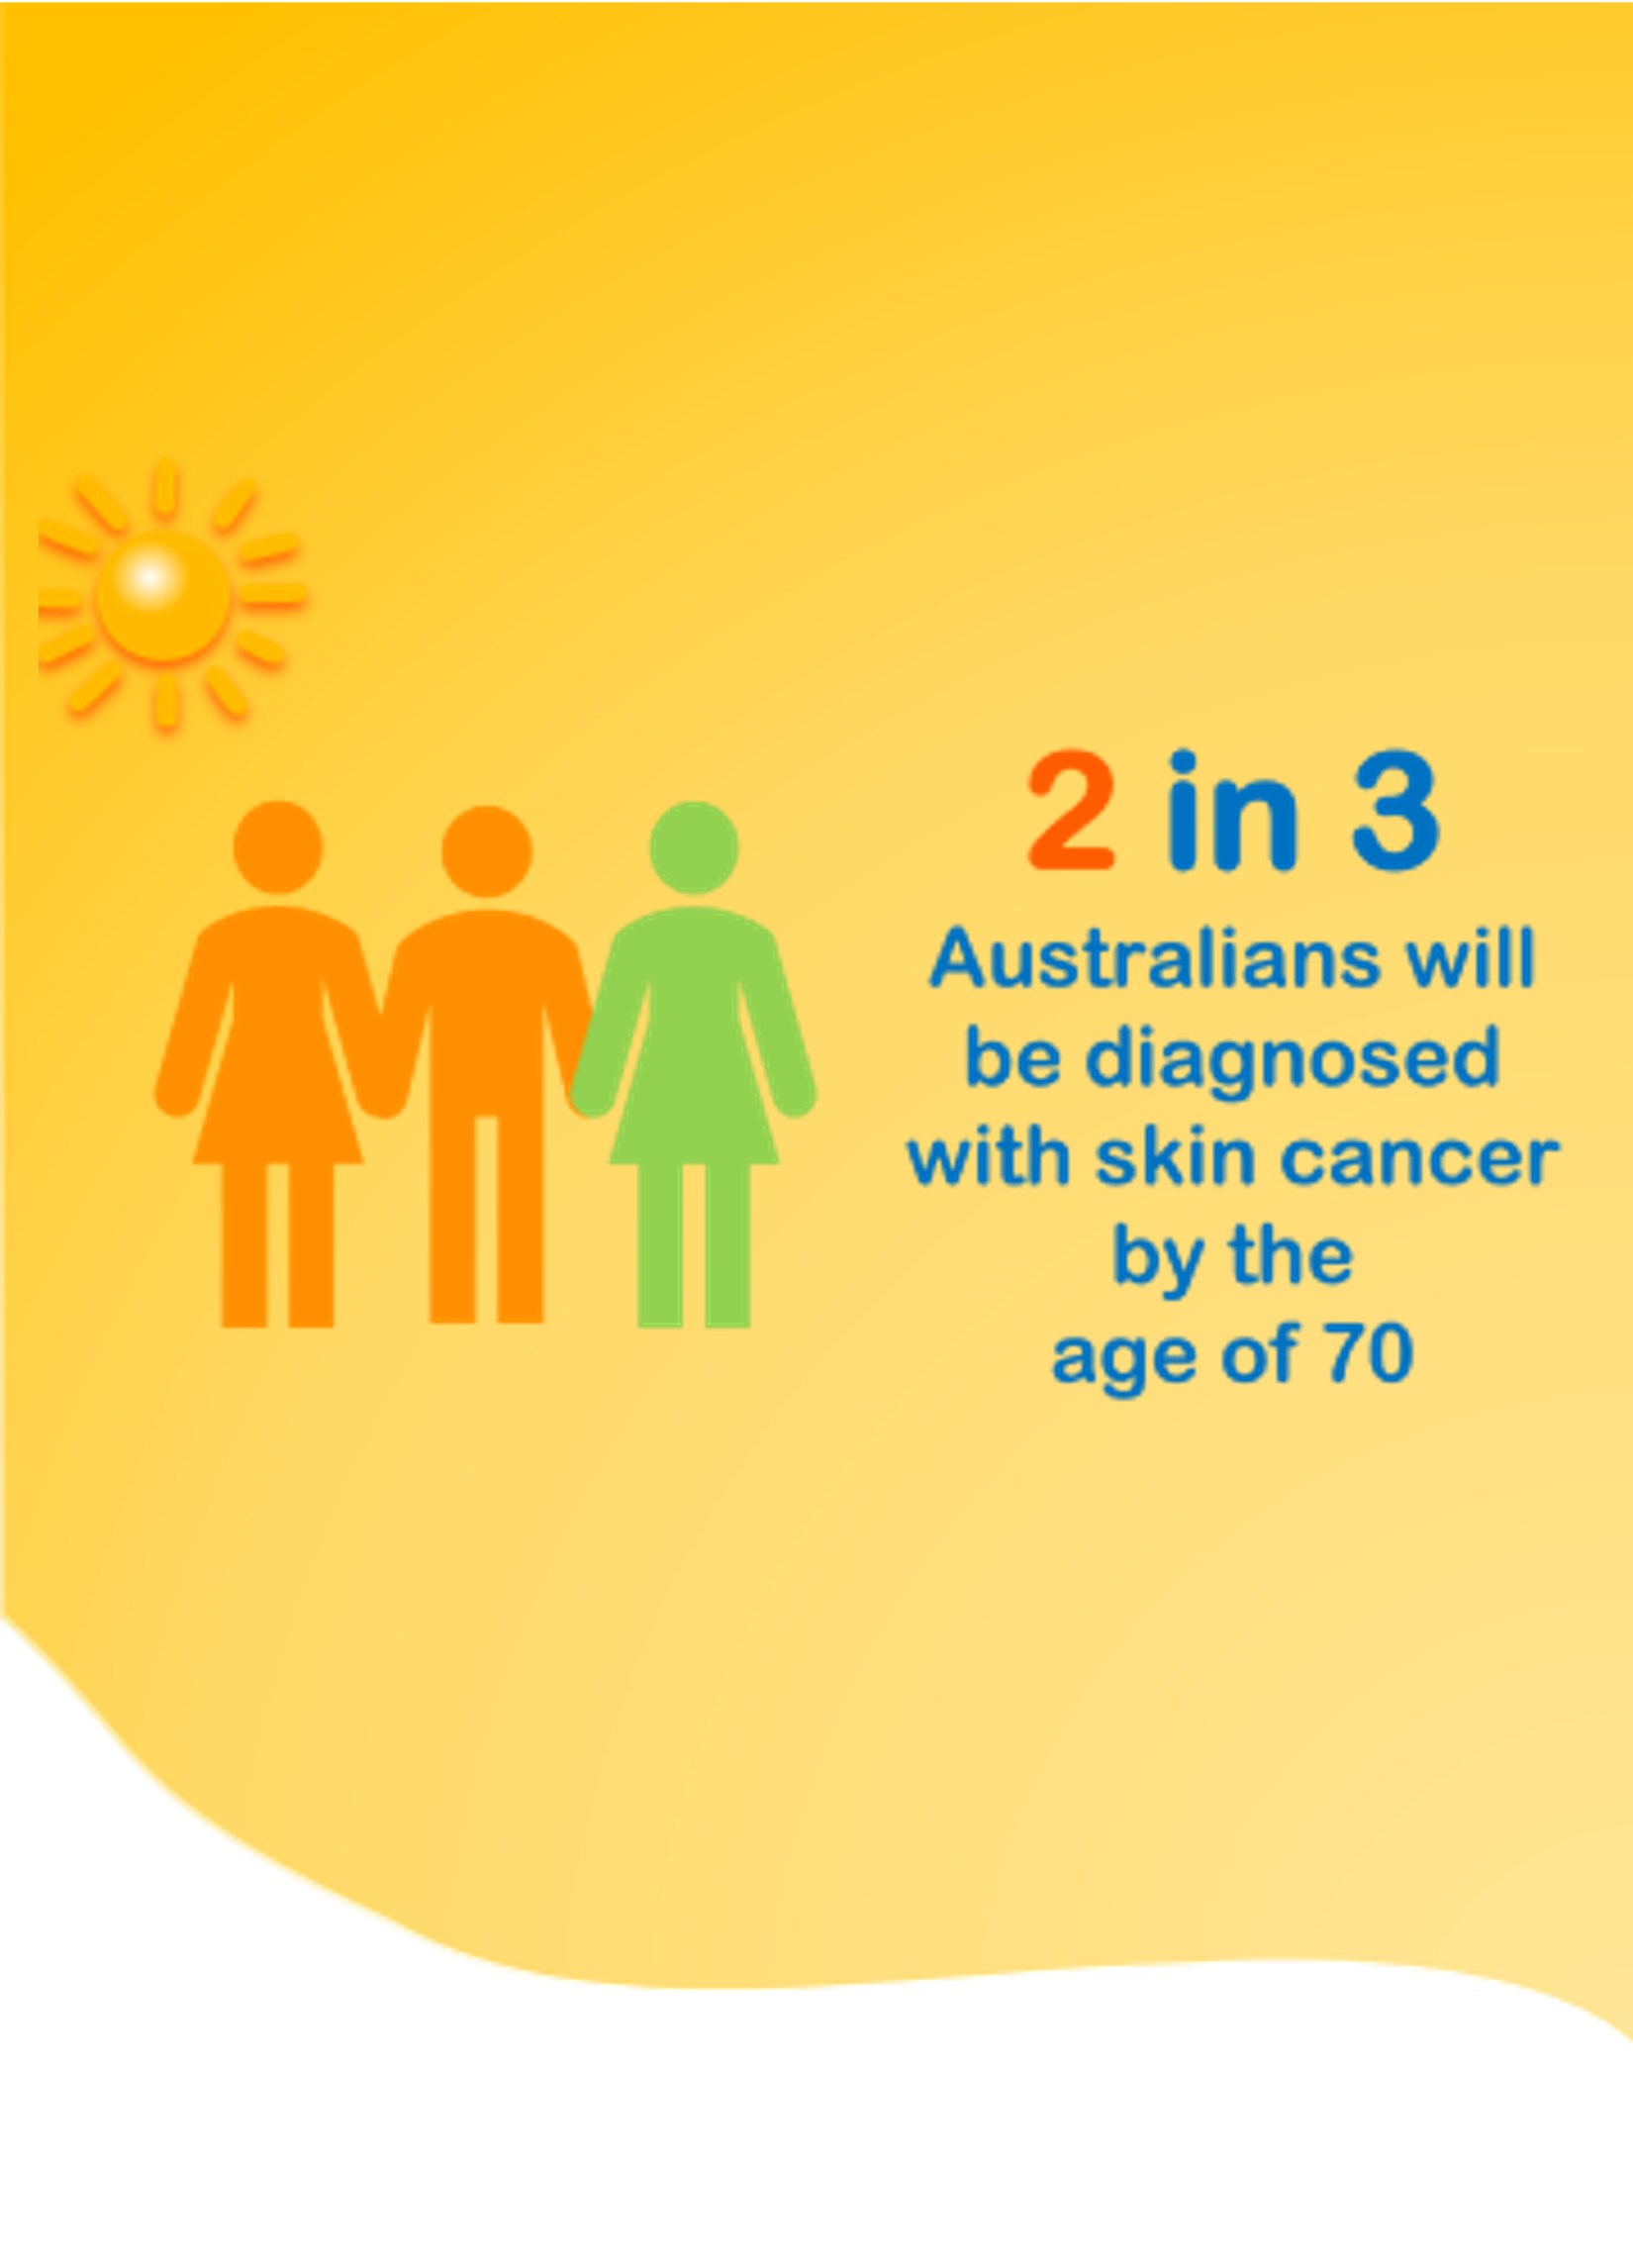 2 in 3
Australians will
be diagnosed
with skin cancer
by the
age of 70